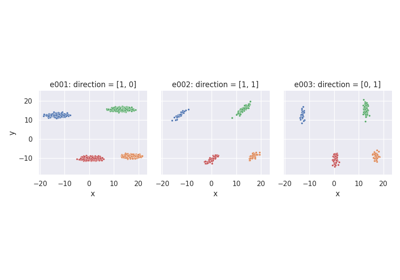 e001: direction = [1, 0]
e002: direction = [1, 1]
e003: direction = [0, 1]
20
10
0
−10
y
−20 −10 0 10 20
−20 −10 0 10 20
−20 −10 0 10 20
x
x
x